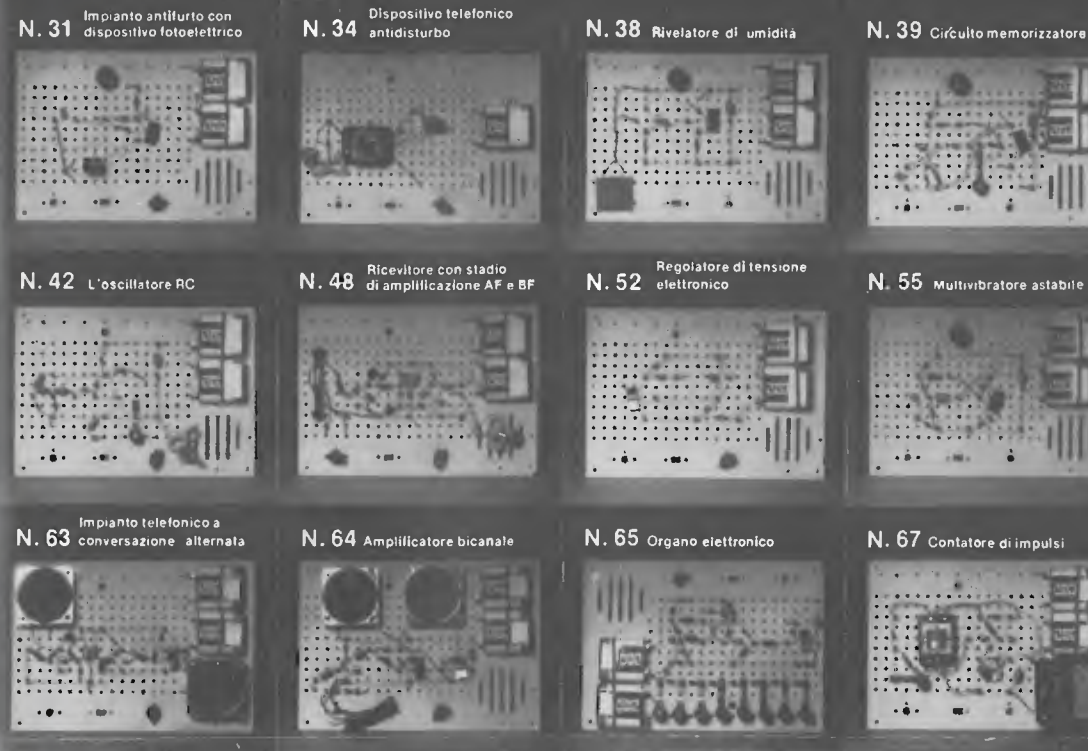 N. 31 Impianto antifurto con
dispositivo fotoelettrico
N. 34 Dispositivo telefonico
antidisturbo
N. 38 Rivelatore di umidità
N. 39 Circuito memorizzatore
N. 42 L'oscillatore RC
N. 48 Ricevitore con stadio
di amplificazione AF e BF
N. 52 Regolatore di tensione
elettronico
N. 55 Multivibratore astabile
N. 63 Impianto telefonico a
conversazione alternata
N. 64 Amplificatore bicanale
N. 65 Organo elettronico
N. 67 Contatore di impulsi